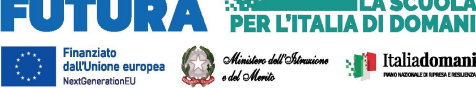 FUTURA
LA SCUOLA
PER L'ITALIA DI DOMANI
Finanziato
dall'Unione europea
NextGenerationEU
Ministero dell'Istruzione
e del Merito
Italiadomani
PIANO NAZIONALE DI RIPRESA E RESILIENZA